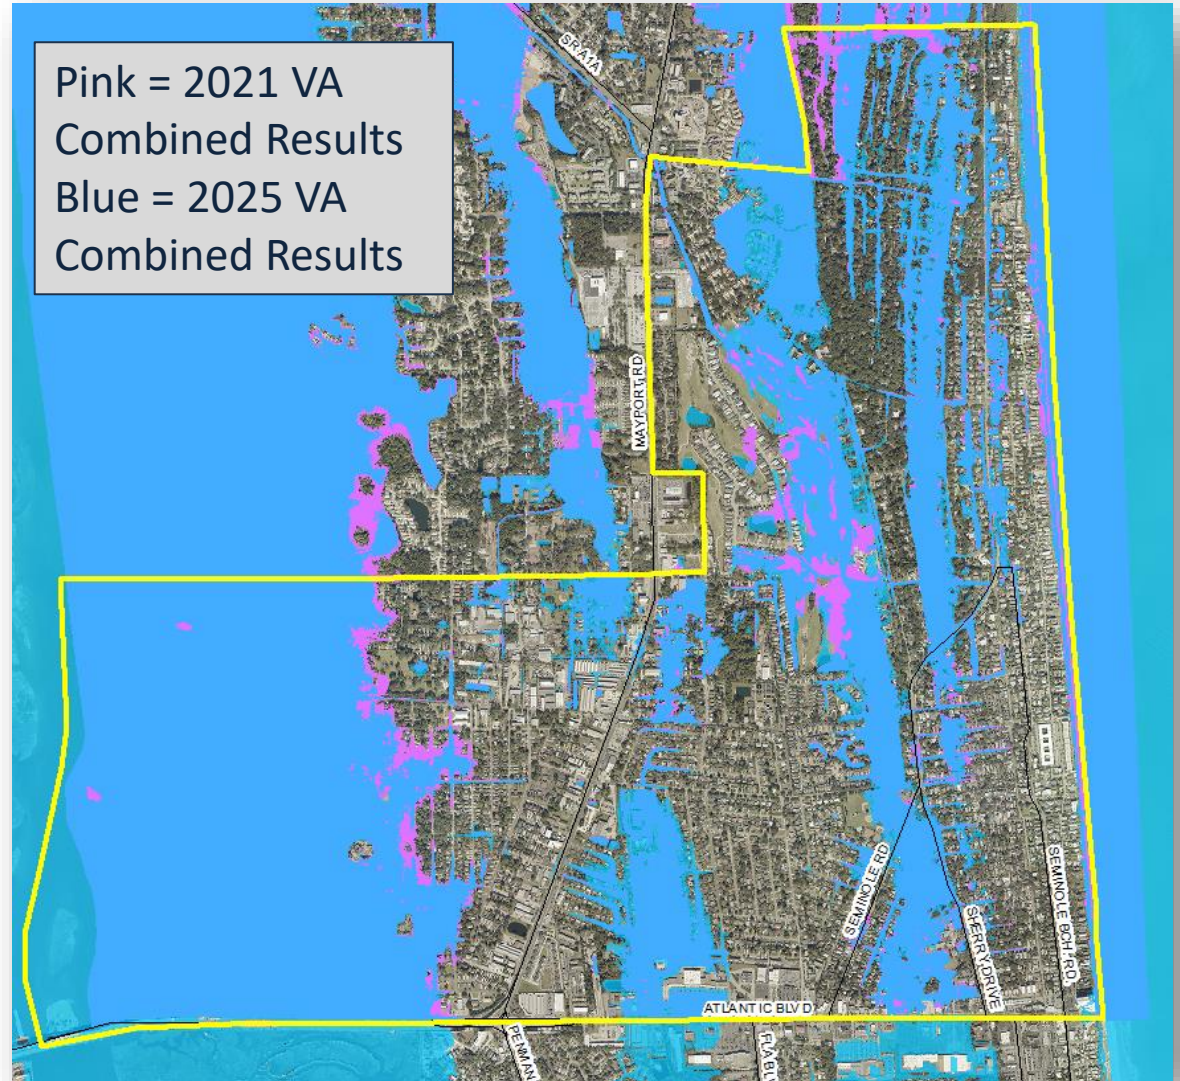 Pink = 2021 VA
Combined Results
Blue = 2025 VA
Combined Results
SR A1A
MAYPORT RD
SEMINOLE RD
SEMINOLE BCH. RD.
SHERRY DRIVE
ATLANTIC BLVD
PENMAN